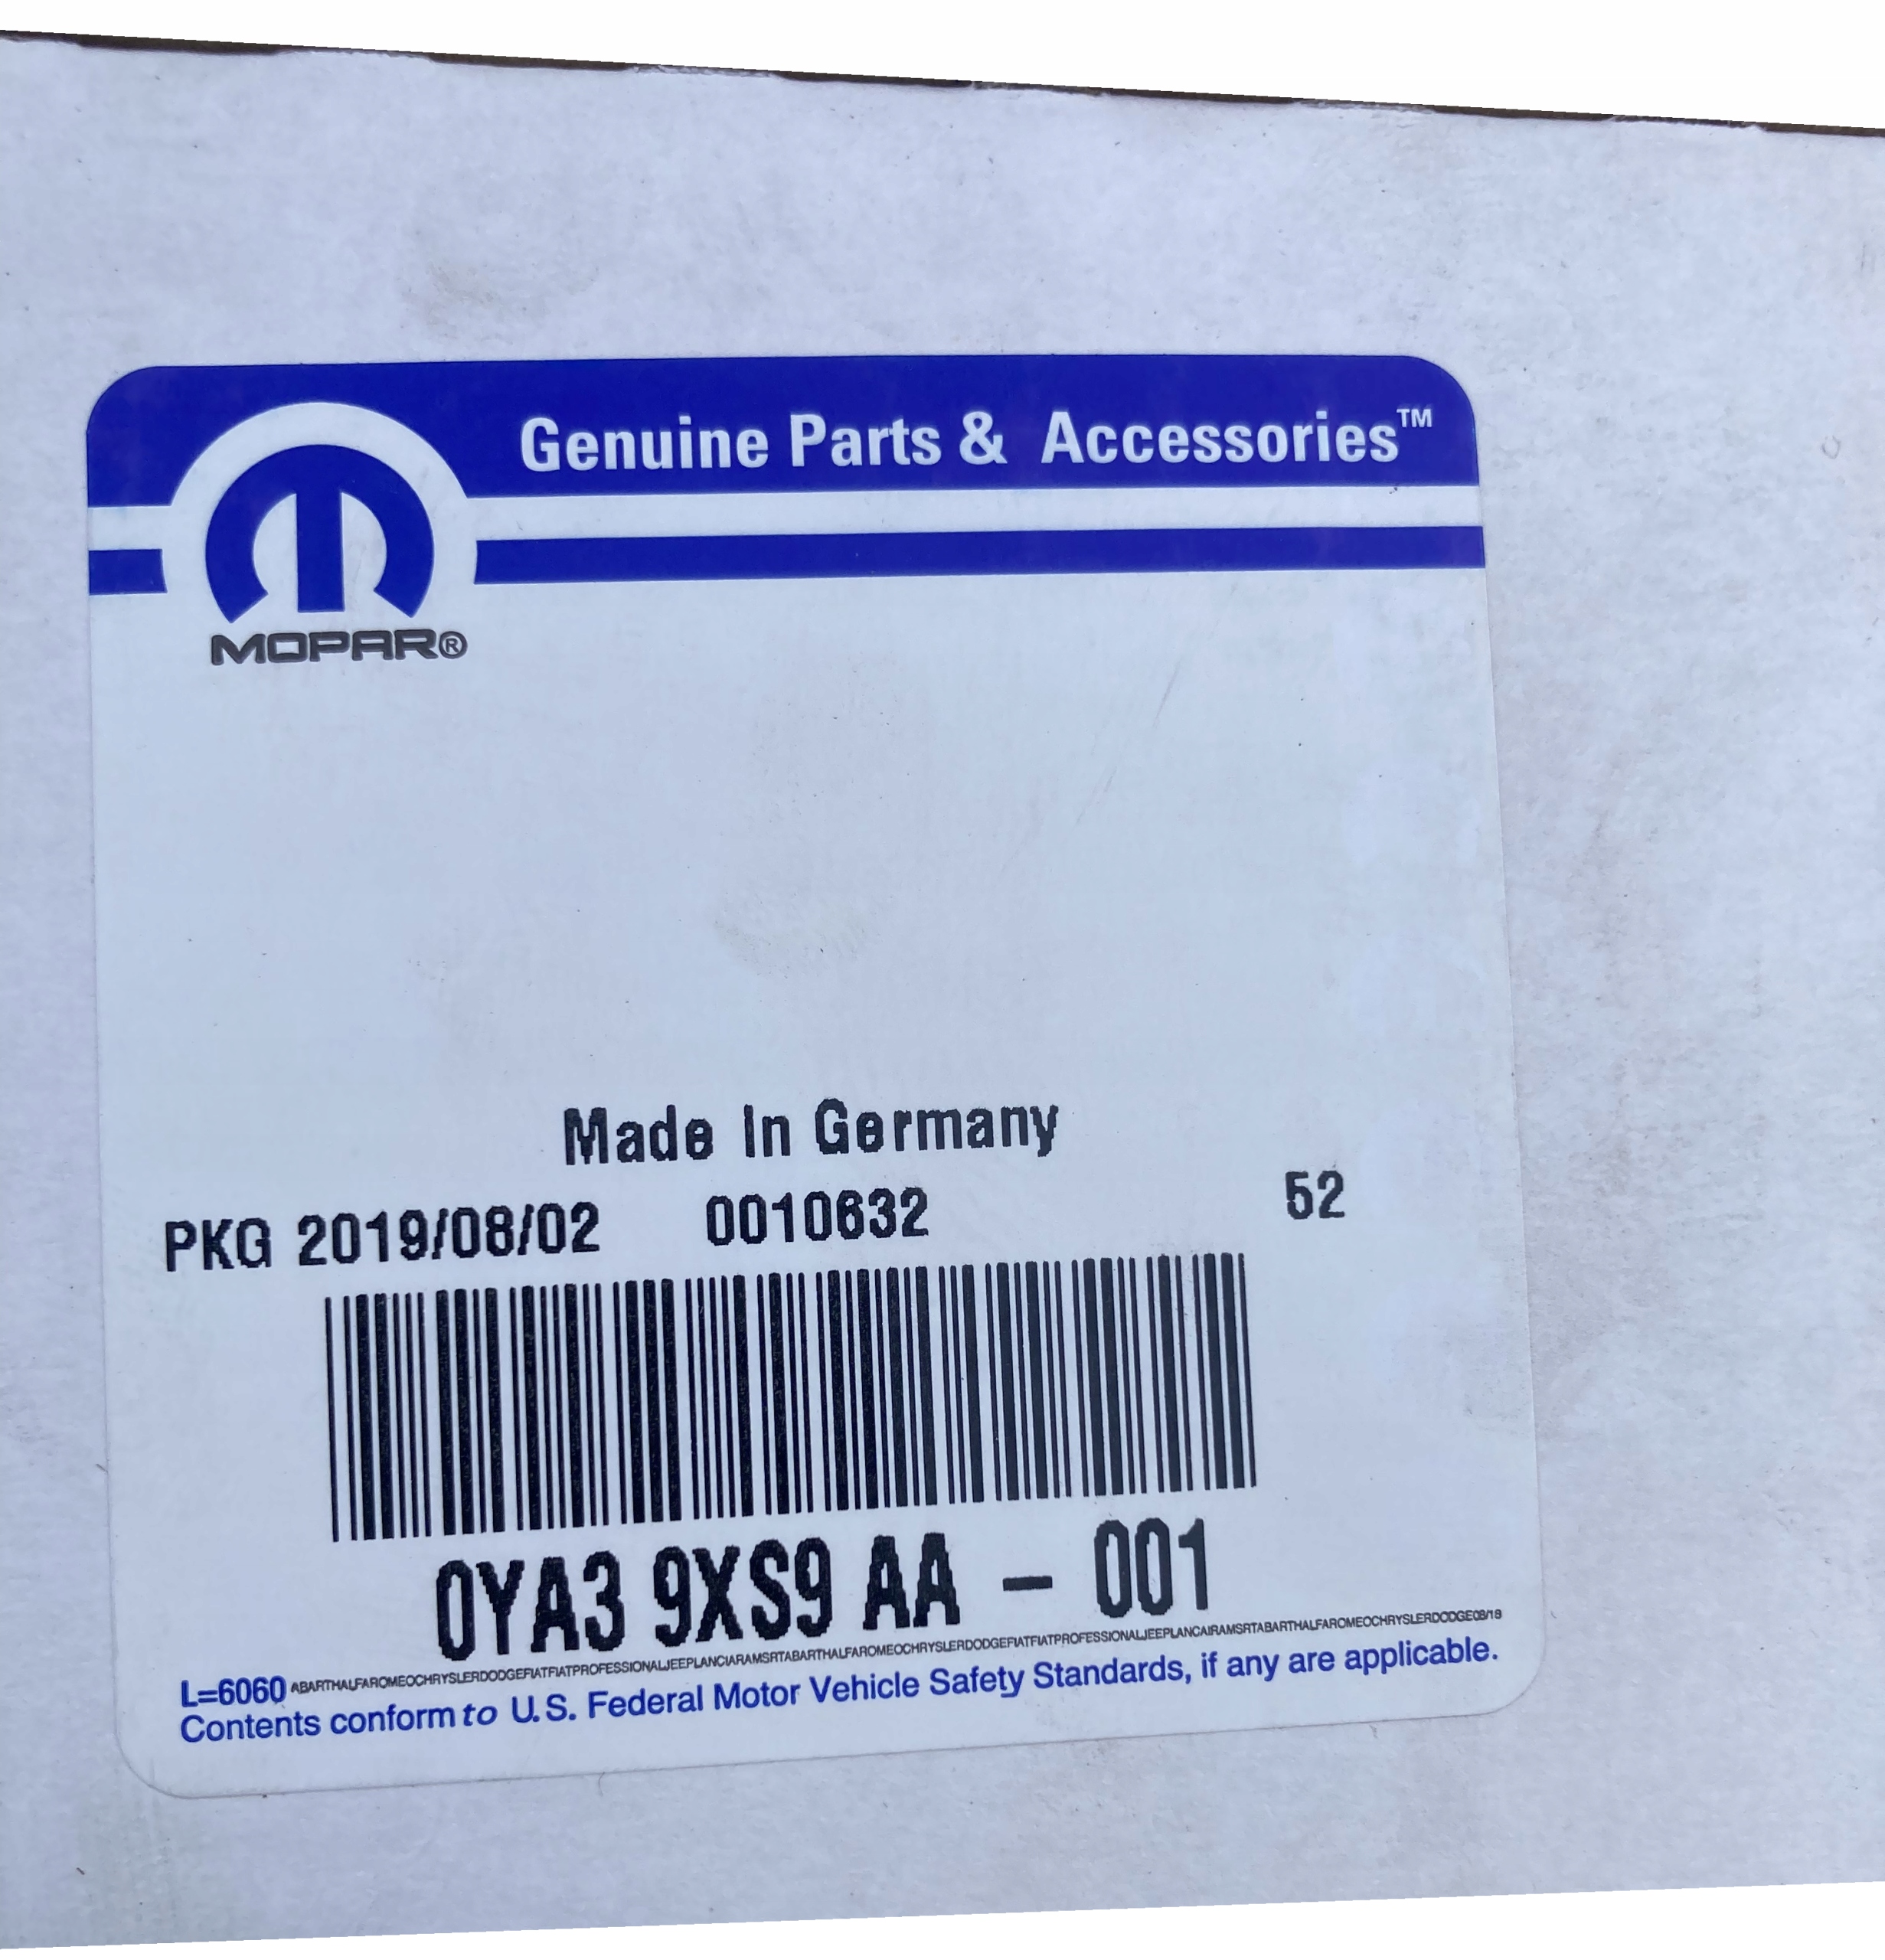 Genuine Parts & Accessories™
MOPAR®
Made In Germany
PKG 2019/08/02 0010632 52
0YA3 9XS9 AA – 001
L=6060 ABARTHALFAROMEOCHRYSLERDODGEFIATFIATPROFESSIONALJEEPLANCIARAMSRTABARTHALFAROMEOCHRYSLERDODGEFIATFIATPROFESSIONALJEEPLANCIARAMSRTABARTHALFAROMEOCHRYSLERDODGEFIATFIATPROFESSIONALJEEPLANCAIRAMSRTABARTHALFAROMEOCHRYSLERDODGE08/18
Contents conform to U.S. Federal Motor Vehicle Safety Standards, if any are applicable.